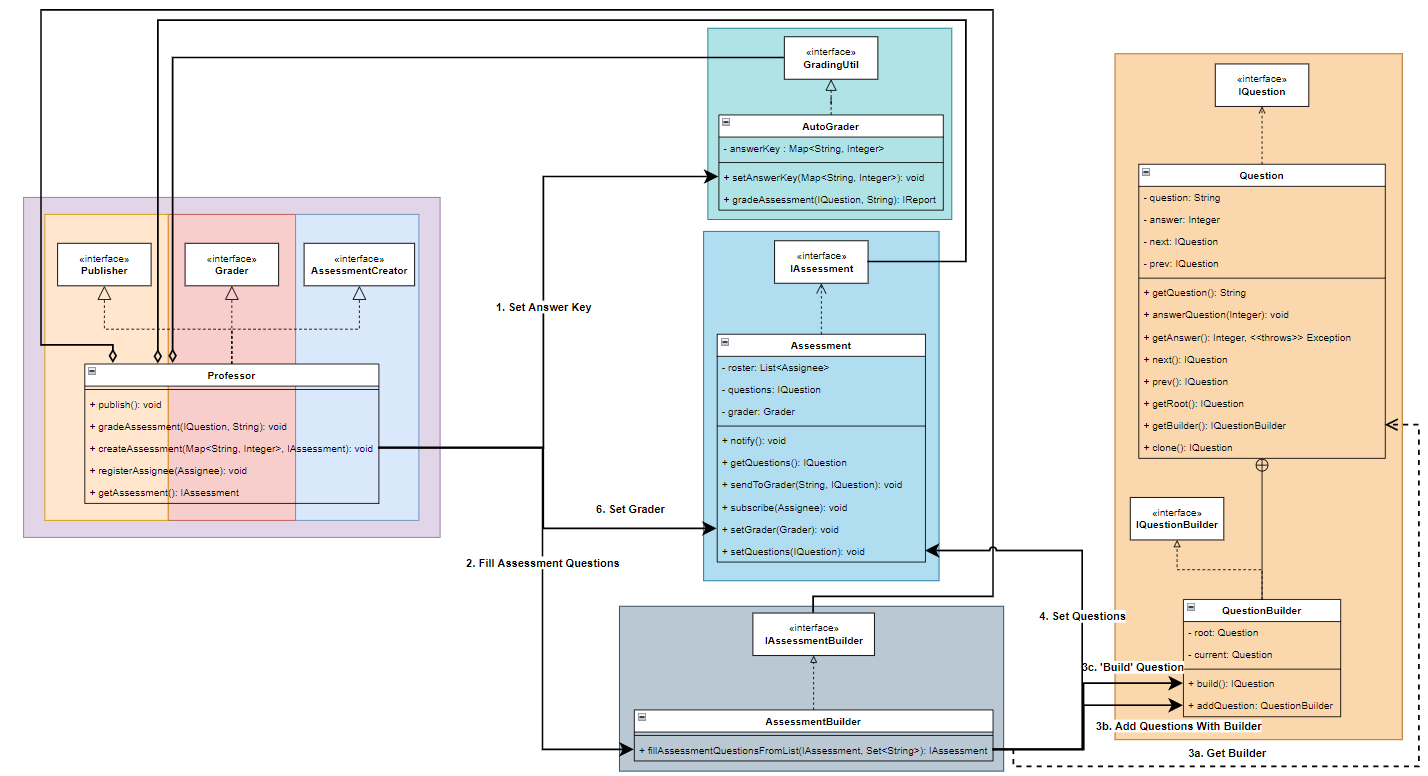 «interface»
GradingUtil
AutoGrader
- answerKey : Map<String, Integer>
+ setAnswerKey(Map<String, Integer>): void
+ gradeAssessment(IQuestion, String): IReport
«interface»
IQuestion
Question
- question: String
- answer: Integer
- next: IQuestion
- prev: IQuestion
+ getQuestion(): String
+ answerQuestion(Integer): void
+ getAnswer(): Integer, <<throws>> Exception
+ next(): IQuestion
+ prev(): IQuestion
+ getRoot(): IQuestion
+ getBuilder(): IQuestionBuilder
+ clone(): IQuestion
«interface»
Publisher
«interface»
Grader
«interface»
AssessmentCreator
Professor
+ publish(): void
+ gradeAssessment(IQuestion, String): void
+ createAssessment(Map<String, Integer>, IAssessment): void
+ registerAssignee(Assignee): void
+ getAssessment(): IAssessment
1. Set Answer Key
6. Set Grader
2. Fill Assessment Questions
«interface»
IAssessment
Assessment
- roster: List<Assignee>
- questions: IQuestion
- grader: Grader
+ notify(): void
+ getQuestions(): IQuestion
+ sendToGrader(String, IQuestion): void
+ subscribe(Assignee): void
+ setGrader(Grader): void
+ setQuestions(IQuestion): void
«interface»
IQuestionBuilder
QuestionBuilder
- root: Question
- current: Question
+ build(): IQuestion
+ addQuestion: QuestionBuilder
4. Set Questions
3c. 'Build' Question
3b. Add Questions With Builder
3a. Get Builder
«interface»
IAssessmentBuilder
AssessmentBuilder
+ fillAssessmentQuestionsFromList(IAssessment, Set<String>): IAssessment